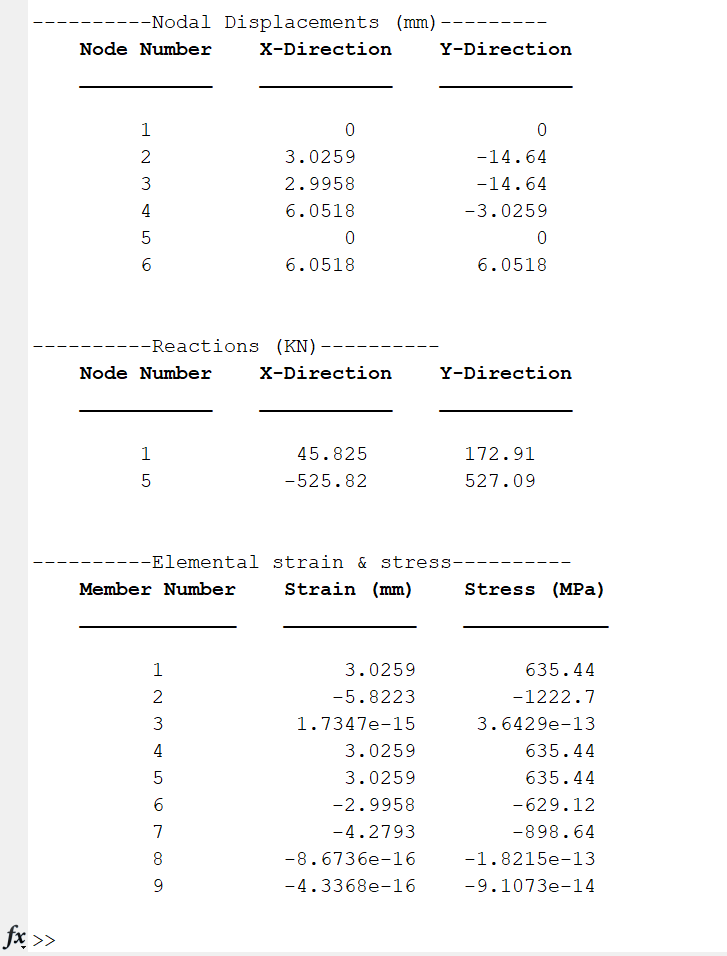 ----------Nodal Displacements (mm)---------
Node Number X-Direction Y-Direction
1 0 0
2 3.0259 -14.64
3 2.9958 -14.64
4 6.0518 -3.0259
5 0 0
6 6.0518 6.0518
----------Reactions (KN)----------
Node Number X-Direction Y-Direction
1 45.825 172.91
5 -525.82 527.09
----------Elemental strain & stress----------
Member Number Strain (mm) Stress (MPa)
1 3.0259 635.44
2 -5.8223 -1222.7
3 1.7347e-15 3.6429e-13
4 3.0259 635.44
5 3.0259 635.44
6 -2.9958 -629.12
7 -4.2793 -898.64
8 -8.6736e-16 -1.8215e-13
9 -4.3368e-16 -9.1073e-14
fx >>